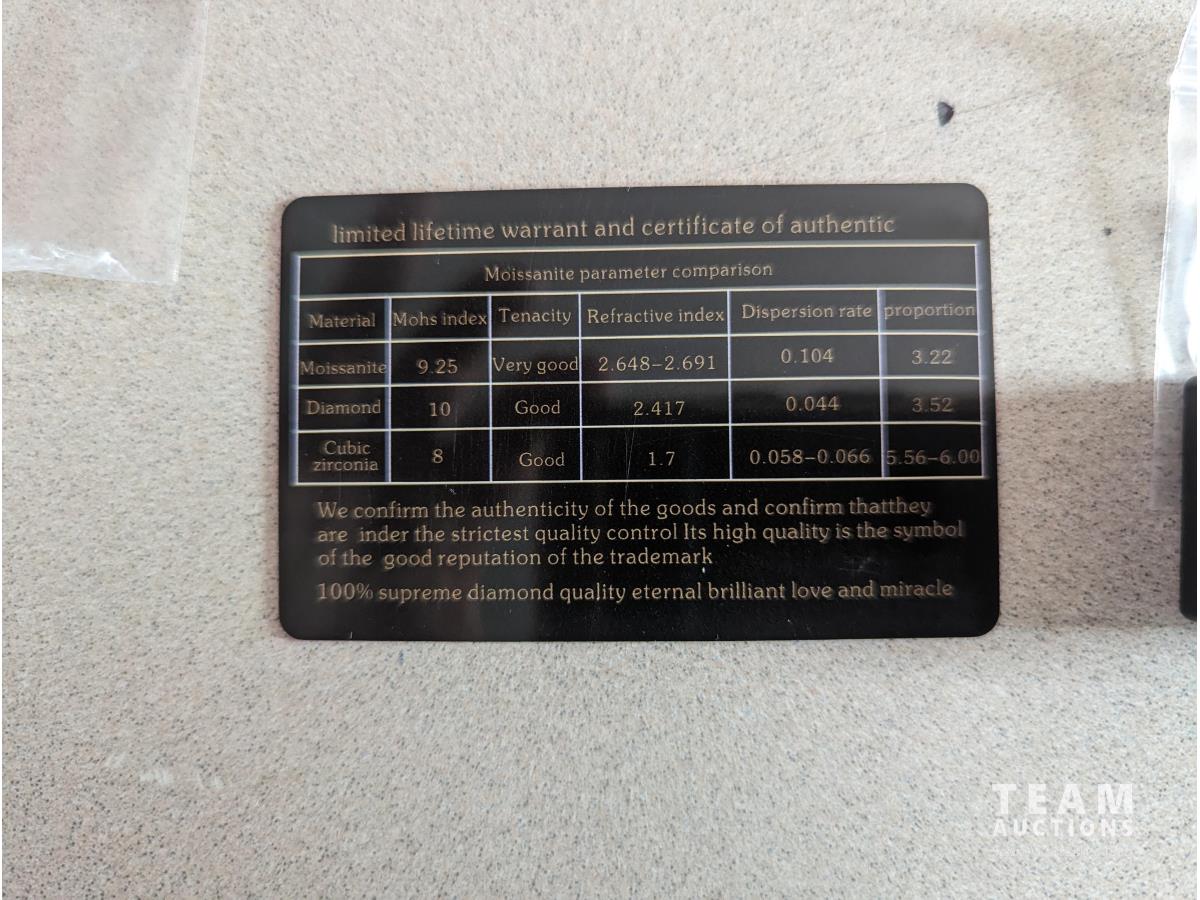 limited lifetime warrant and certificate of authentic
Moissanite parameter comparison
Material Mohs index Tenacity Refractive index Dispersion rate proportion
Moissanite 9.25 Very good 2.648–2.691 0.104 3.22
Diamond 10 Good 2.417 0.044 3.52
Cubic zirconia 8 Good 1.7 0.058–0.066 5.56–6.00
We confirm the authenticity of the goods and confirm thatthey
are inder the strictest quality control Its high quality is the symbol
of the good reputation of the trademark
100% supreme diamond quality eternal brilliant love and miracle
TEAM
AUCTIONS